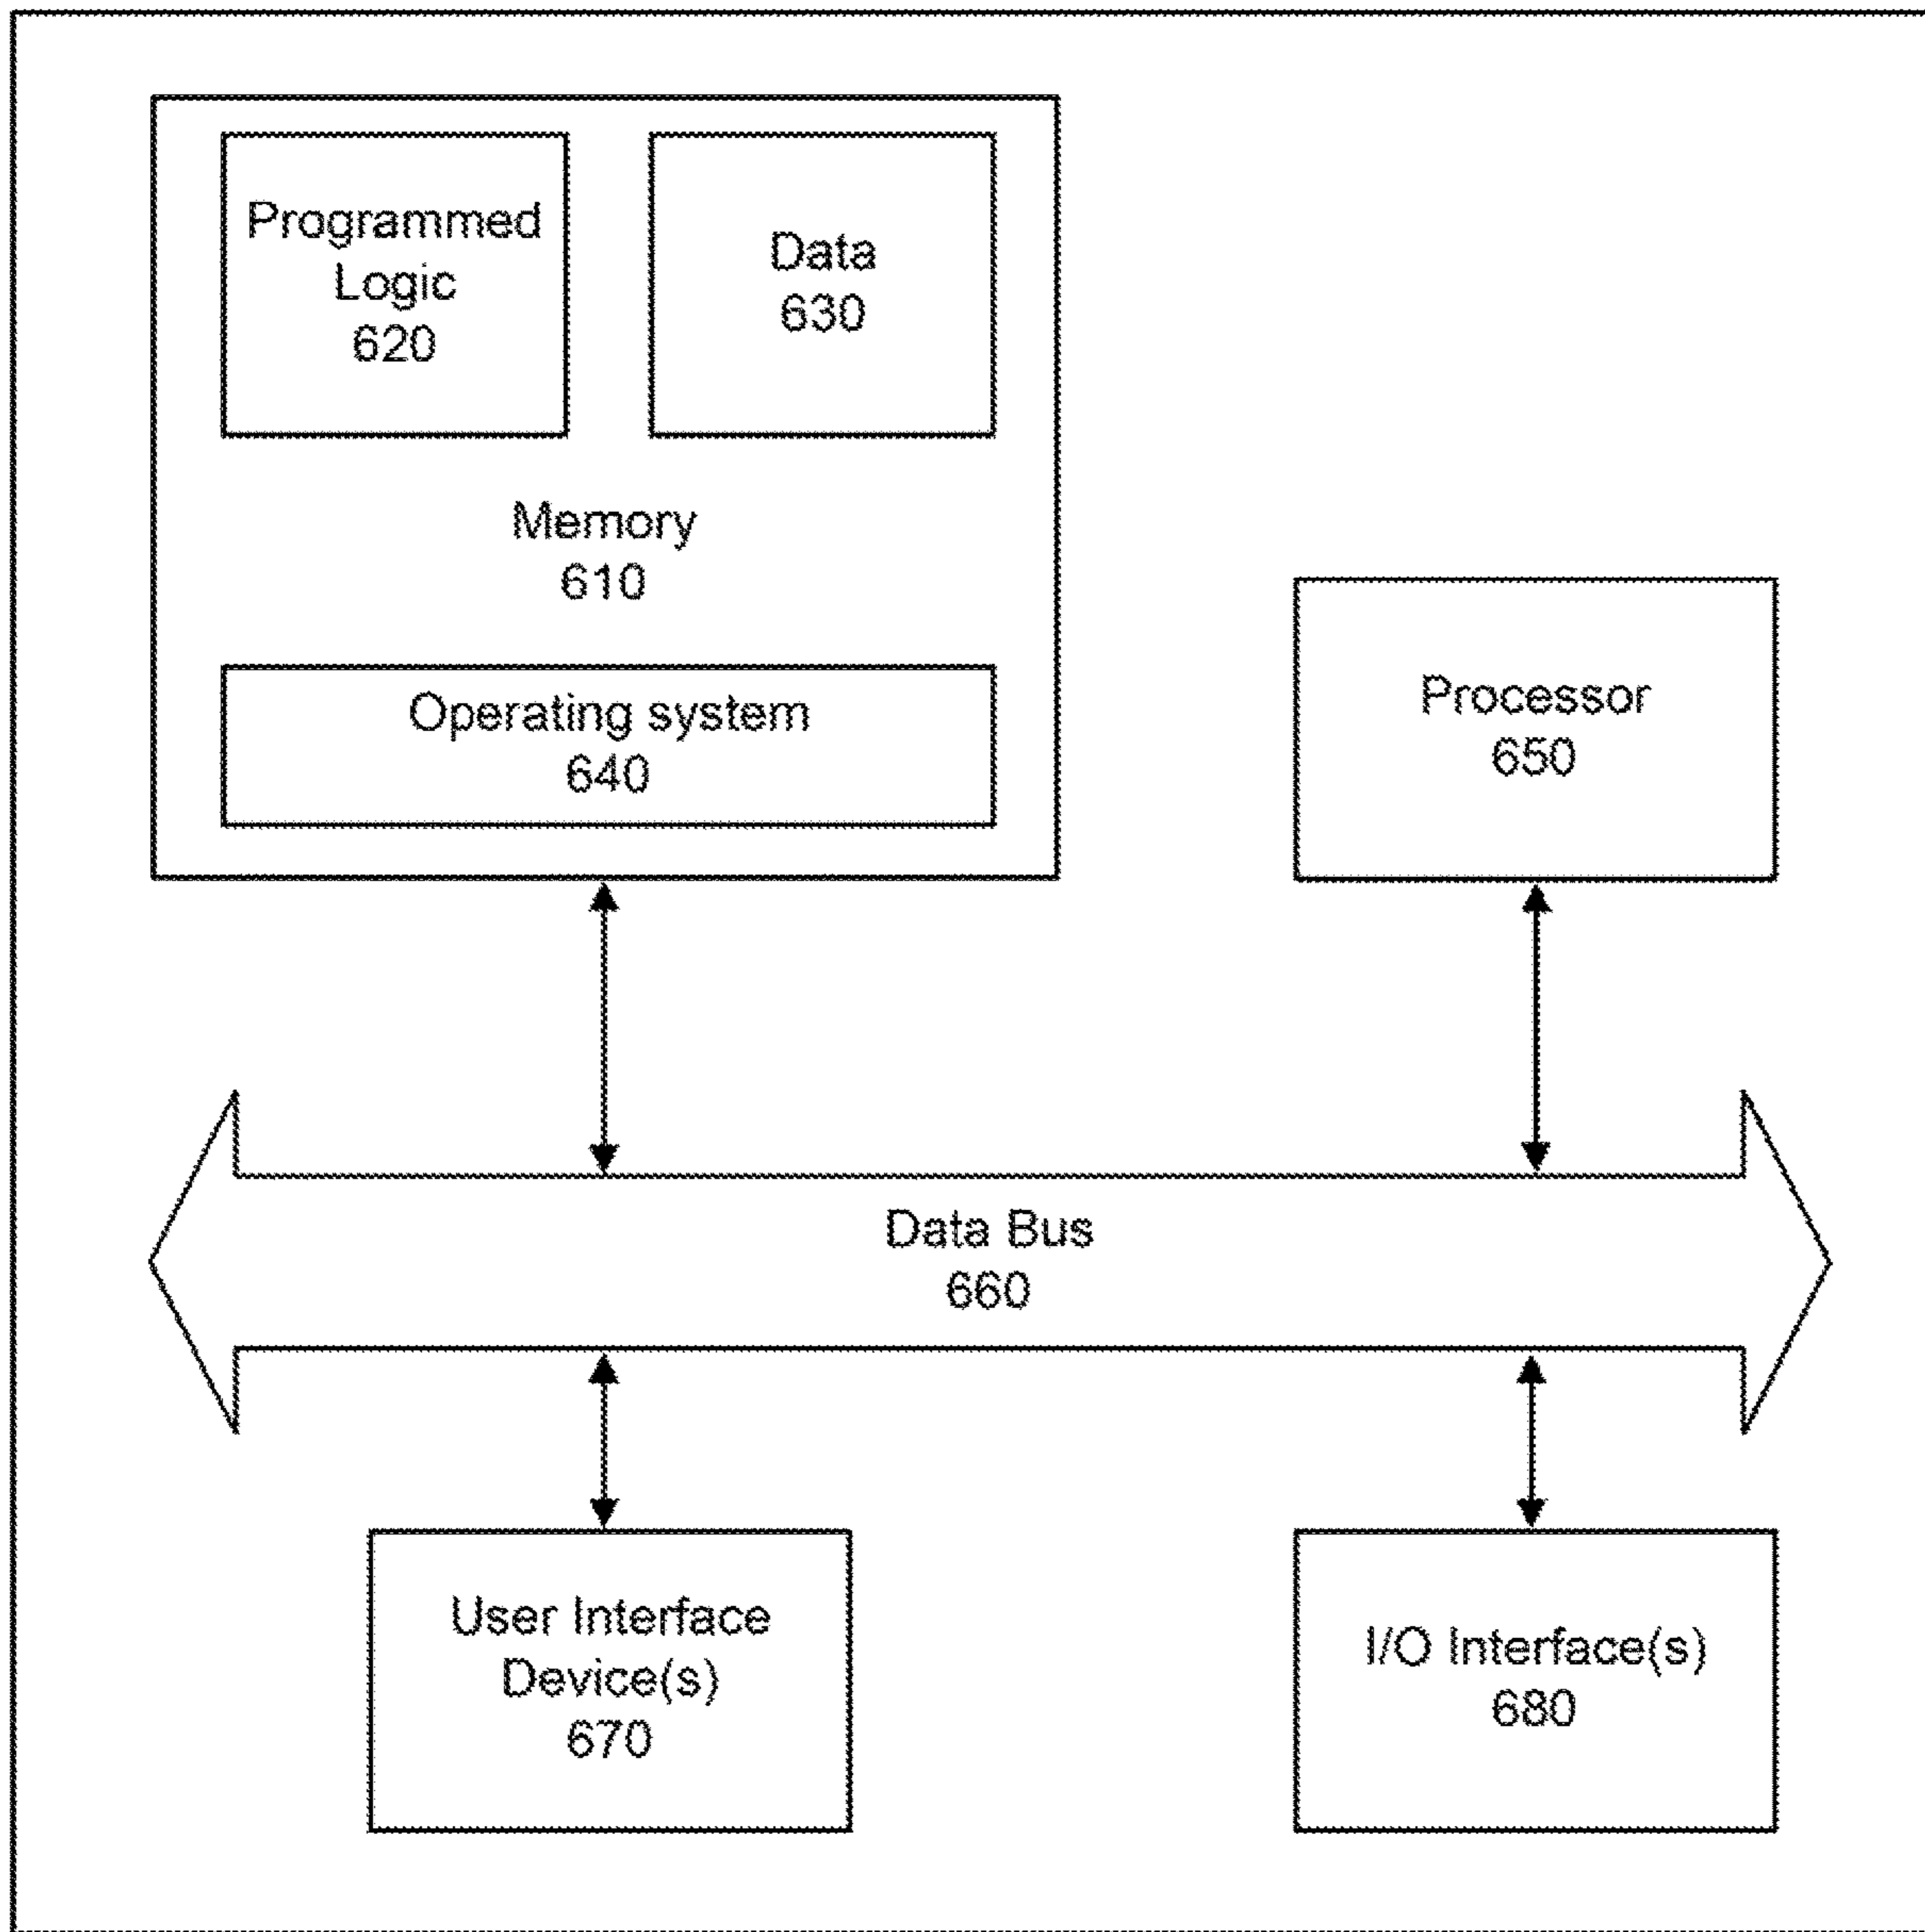 Programmed
Logic
620
Data
630
Memory
610
Operating system
640
Processor
650
Data Bus
660
User Interface
Device(s)
670
I/O Interface(s)
680